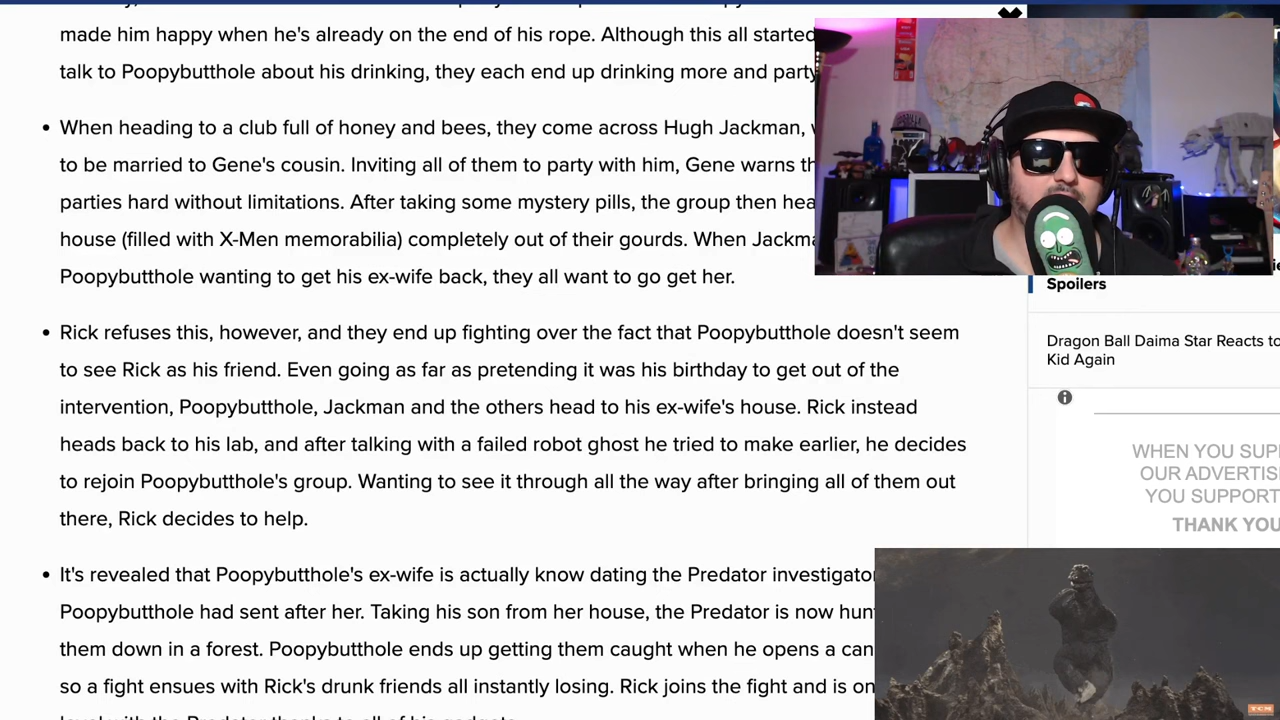 made him happy when he's already on the end of his rope. Although this all started
talk to Poopybutthole about his drinking, they each end up drinking more and party
• When heading to a club full of honey and bees, they come across Hugh Jackman,
to be married to Gene's cousin. Inviting all of them to party with him, Gene warns th
parties hard without limitations. After taking some mystery pills, the group then hea
house (filled with X-Men memorabilia) completely out of their gourds. When Jackma
Poopybutthole wanting to get his ex-wife back, they all want to go get her.
• Rick refuses this, however, and they end up fighting over the fact that Poopybutthole doesn't seem
to see Rick as his friend. Even going as far as pretending it was his birthday to get out of the
intervention, Poopybutthole, Jackman and the others head to his ex-wife's house. Rick instead
heads back to his lab, and after talking with a failed robot ghost he tried to make earlier, he decides
to rejoin Poopybutthole's group. Wanting to see it through all the way after bringing all of them out
there, Rick decides to help.
• It's revealed that Poopybutthole's ex-wife is actually know dating the Predator investigator
Poopybutthole had sent after her. Taking his son from her house, the Predator is now hun
them down in a forest. Poopybutthole ends up getting them caught when he opens a can
so a fight ensues with Rick's drunk friends all instantly losing. Rick joins the fight and is on
level with the Predator thanks to all of his gadgets.
Spoilers
Dragon Ball Daima Star Reacts to
Kid Again
WHEN YOU SUP
OUR ADVERTIS
YOU SUPPORT
THANK YOU
TCM